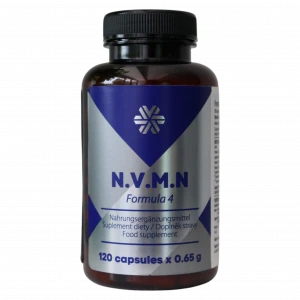 N.V.M.N
Formula 4
Nahrungsergänzungsmittel
Suplement diety / Doplněk stravy
Food supplement
120 capsules x 0.65 g